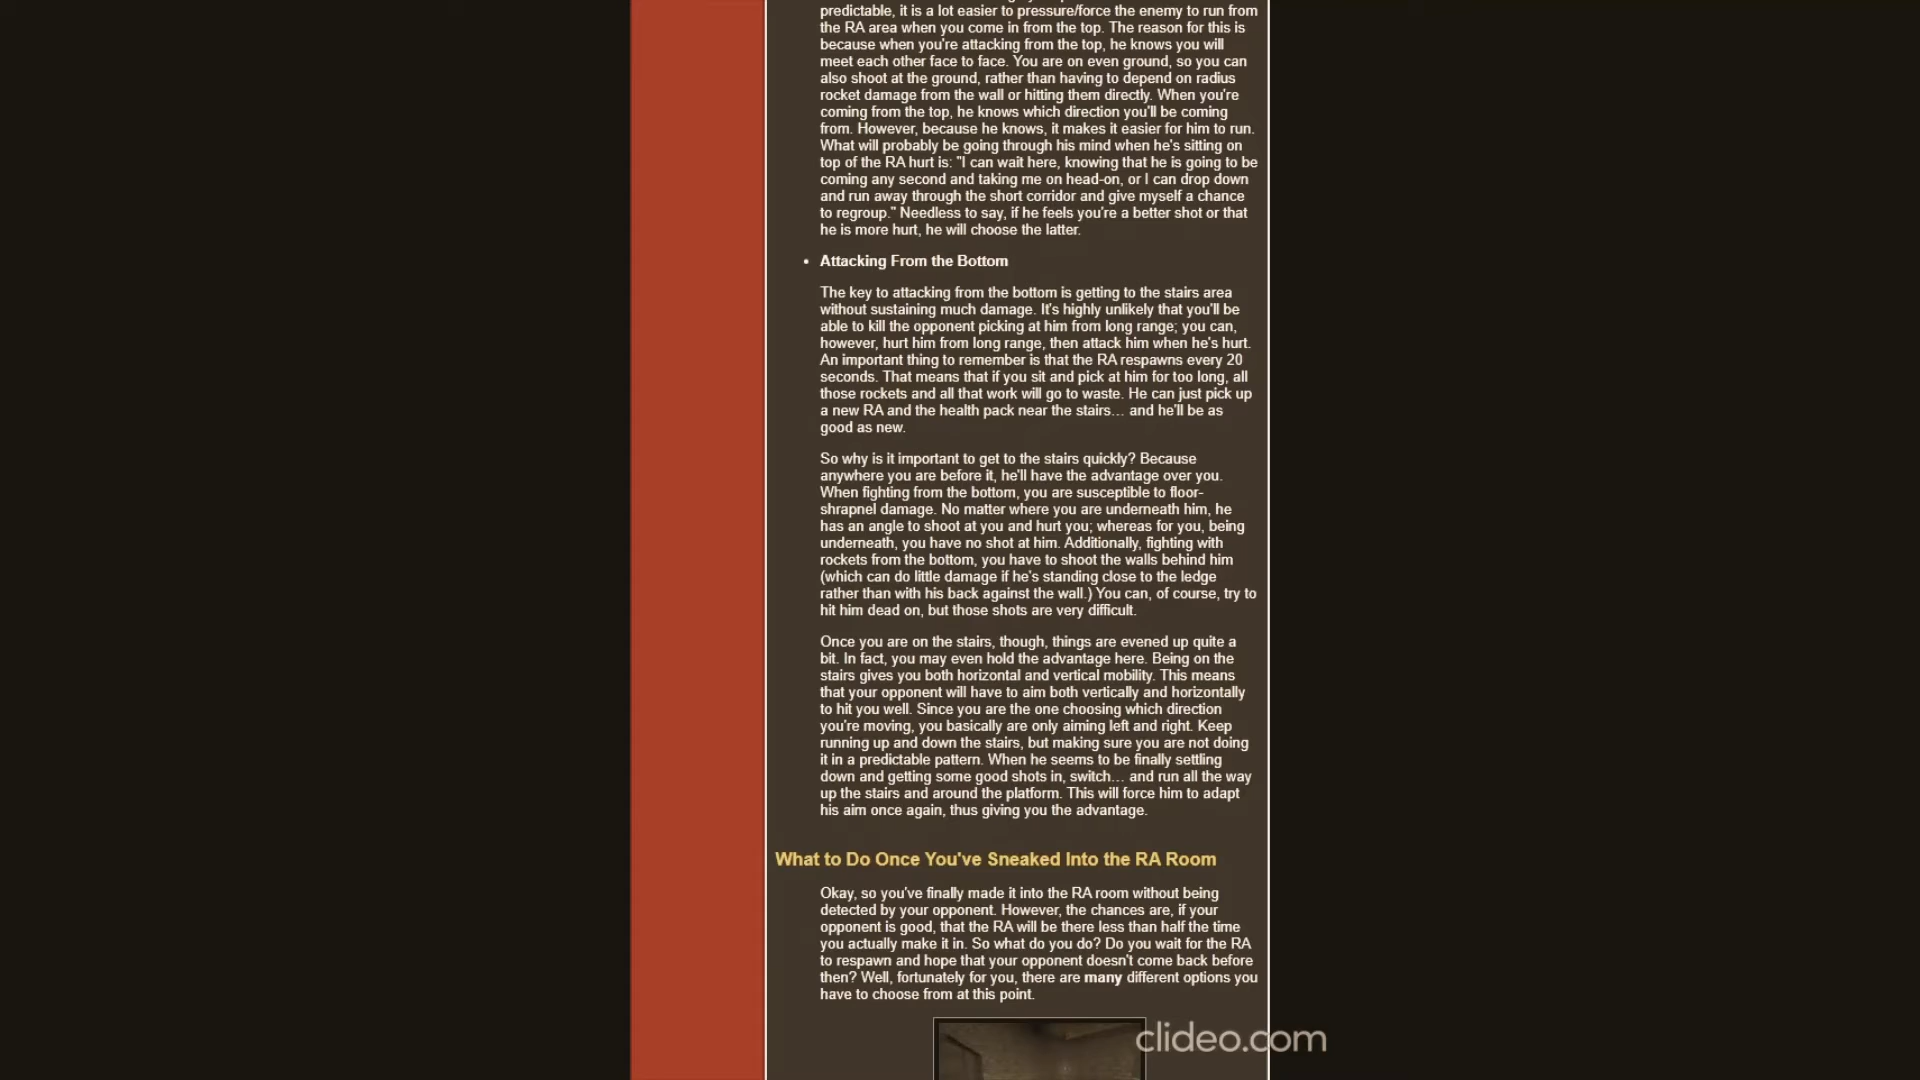 predictable, it is a lot easier to pressure/force the enemy to run from
the RA area when you come in from the top. The reason for this is
because when you're attacking from the top, he knows you will
meet each other face to face. You are on even ground, so you can
also shoot at the ground, rather than having to depend on radius
rocket damage from the wall or hitting them directly. When you're
coming from the top, he knows which direction you'll be coming
from. However, because he knows, it makes it easier for him to run.
What will probably be going through his mind when he's sitting on
top of the RA hurt is: "I can wait here, knowing that he is going to be
coming any second and taking me on head-on, or I can drop down
and run away through the short corridor and give myself a chance
to regroup." Needless to say, if he feels you're a better shot or that
he is more hurt, he will choose the latter.
• Attacking From the Bottom
The key to attacking from the bottom is getting to the stairs area
without sustaining much damage. It's highly unlikely that you'll be
able to kill the opponent picking at him from long range; you can,
however, hurt him from long range, then attack him when he's hurt.
An important thing to remember is that the RA respawns every 20
seconds. That means that if you sit and pick at him for too long, all
those rockets and all that work will go to waste. He can just pick up
a new RA and the health pack near the stairs... and he'll be as
good as new.
So why is it important to get to the stairs quickly? Because
anywhere you are before it, he'll have the advantage over you.
When fighting from the bottom, you are susceptible to floor-
shrapnel damage. No matter where you are underneath him, he
has an angle to shoot at you and hurt you; whereas for you, being
underneath, you have no shot at him. Additionally, fighting with
rockets from the bottom, you have to shoot the walls behind him
(which can do little damage if he's standing close to the ledge
rather than with his back against the wall.) You can, of course, try to
hit him dead on, but those shots are very difficult.
Once you are on the stairs, though, things are evened up quite a
bit. In fact, you may even hold the advantage here. Being on the
stairs gives you both horizontal and vertical mobility. This means
that your opponent will have to aim both vertically and horizontally
to hit you well. Since you are the one choosing which direction
you're moving, you basically are only aiming left and right. Keep
running up and down the stairs, but making sure you are not doing
it in a predictable pattern. When he seems to be finally settling
down and getting some good shots in, switch... and run all the way
up the stairs and around the platform. This will force him to adapt
his aim once again, thus giving you the advantage.
What to Do Once You've Sneaked Into the RA Room
Okay, so you've finally made it into the RA room without being
detected by your opponent. However, the chances are, if your
opponent is good, that the RA will be there less than half the time
you actually make it in. So what do you do? Do you wait for the RA
to respawn and hope that your opponent doesn't come back before
then? Well, fortunately for you, there are many different options you
have to choose from at this point.
clideo.com